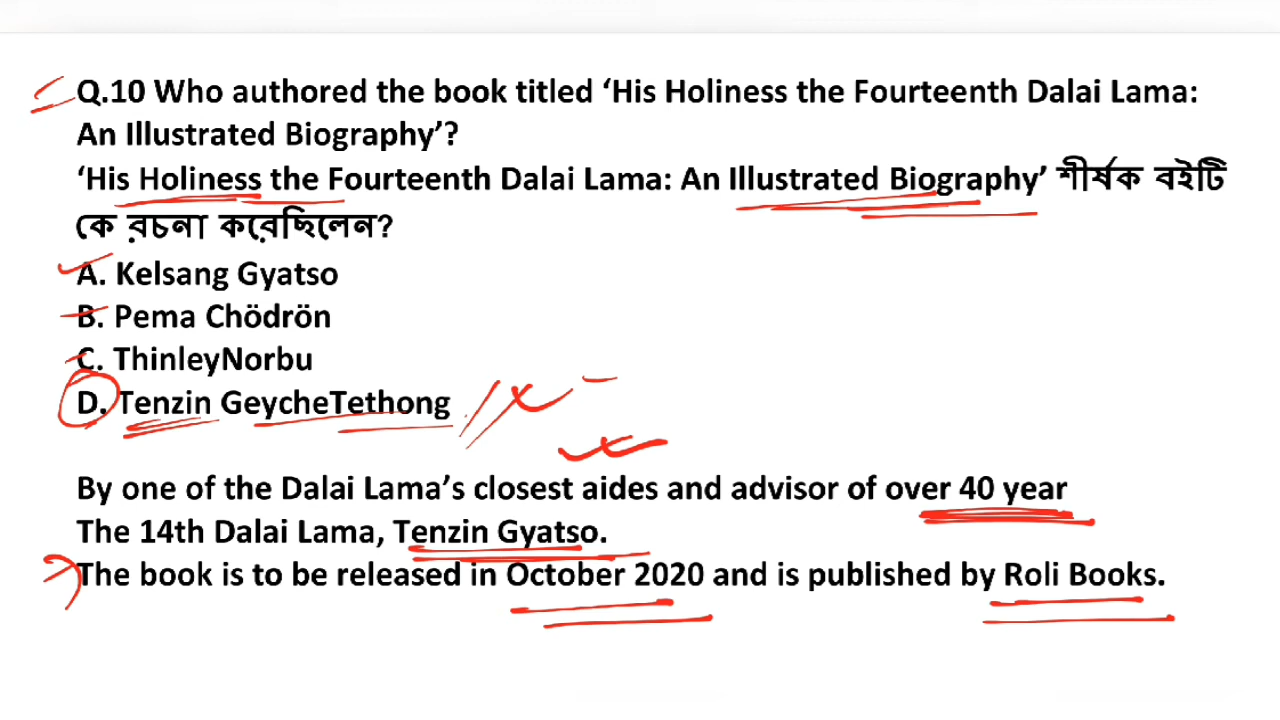 Q.10 Who authored the book titled ‘His Holiness the Fourteenth Dalai Lama:
An Illustrated Biography’?
‘His Holiness the Fourteenth Dalai Lama: An Illustrated Biography’ শীর্ষক বইটি
কে রচনা করেছিলেন?
A. Kelsang Gyatso
B. Pema Chödrön
C. ThinleyNorbu
D. Tenzin GeycheTethong
By one of the Dalai Lama’s closest aides and advisor of over 40 year
The 14th Dalai Lama, Tenzin Gyatso.
The book is to be released in October 2020 and is published by Roli Books.